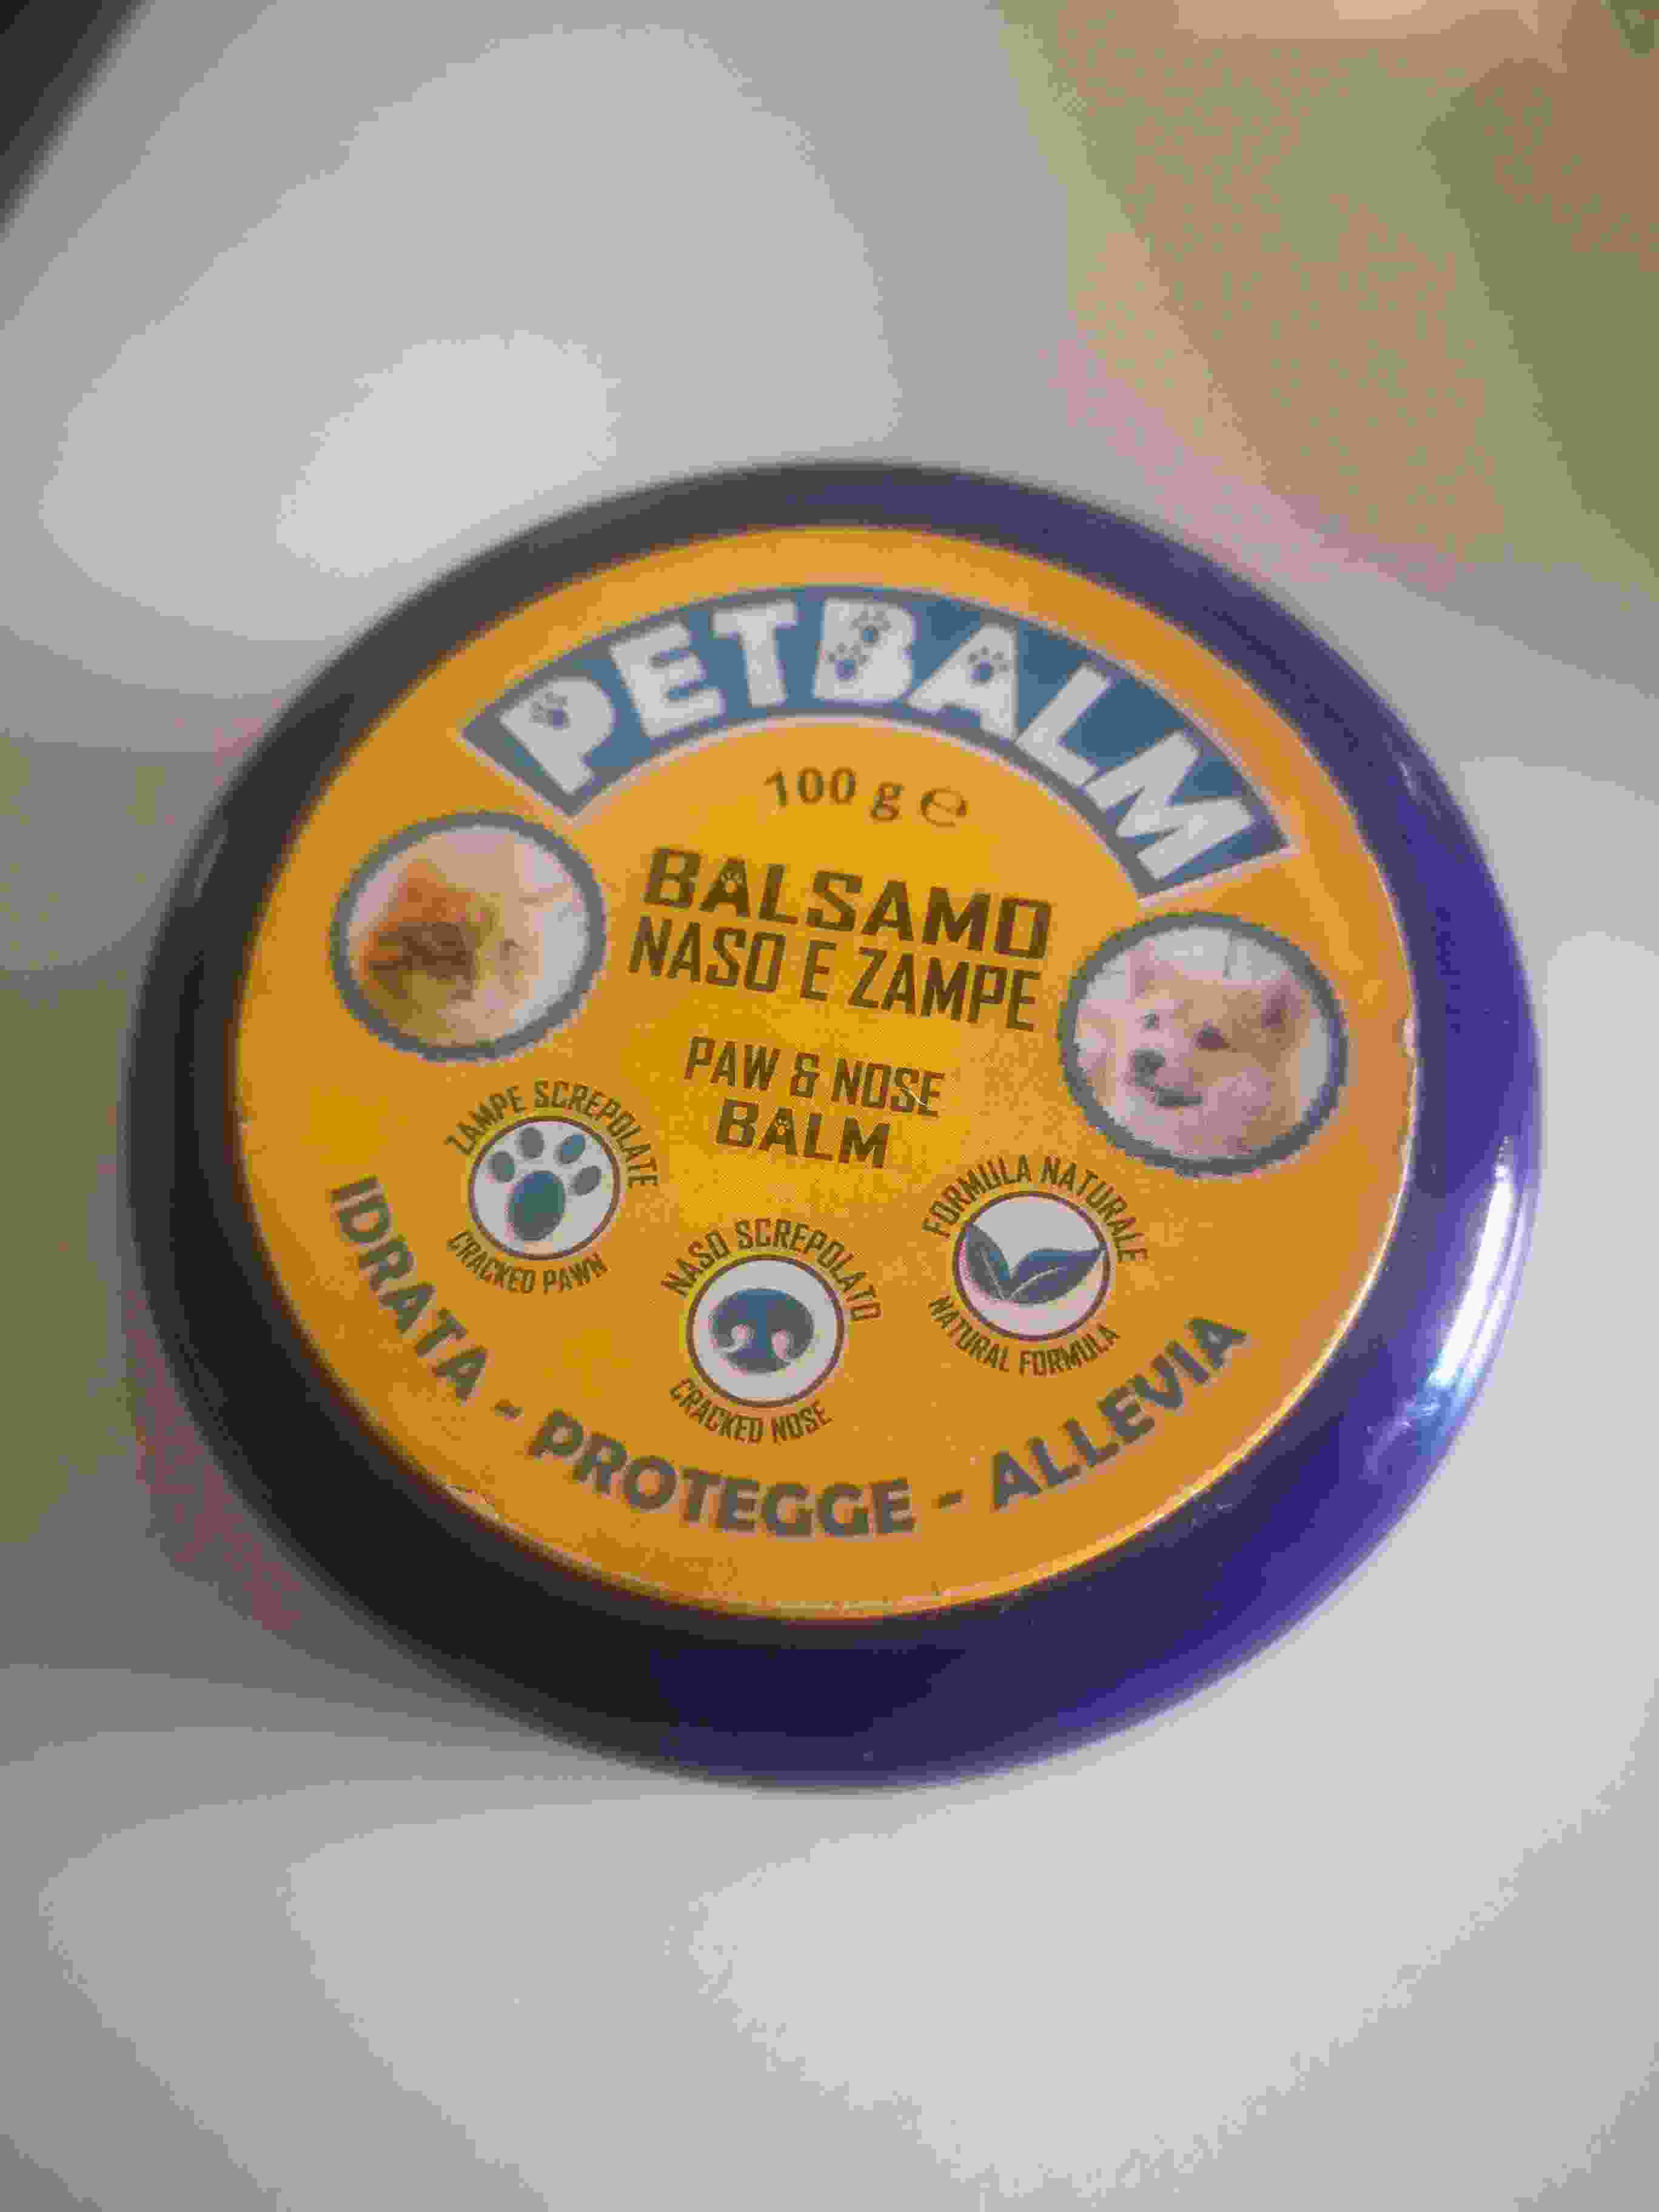 PETBALM
100 g ℮
BALSAMO
NASO E ZAMPE
PAW & NOSE
BALM
ZAMPE SCREPOLATE
CRACKED PAWN
NASO SCREPOLATO
CRACKED NOSE
FORMULA NATURALE
NATURAL FORMULA
IDRATA - PROTEGGE - ALLEVIA